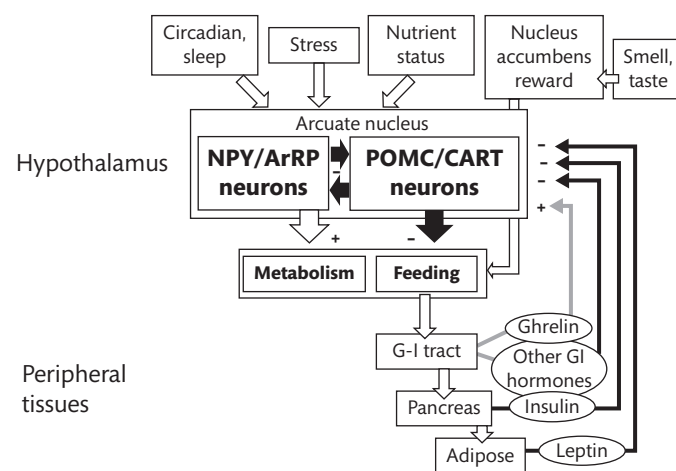 Circadian,
sleep
Stress
Nutrient
status
Nucleus
accumbens
reward
Smell,
taste
Hypothalamus
Arcuate nucleus
NPY/ArRP
neurons
-
POMC/CART
neurons
-
-
-
+
+
-
Metabolism
Feeding
Peripheral
tissues
G-I tract
Ghrelin
Other GI
hormones
Pancreas
Insulin
Adipose
Leptin